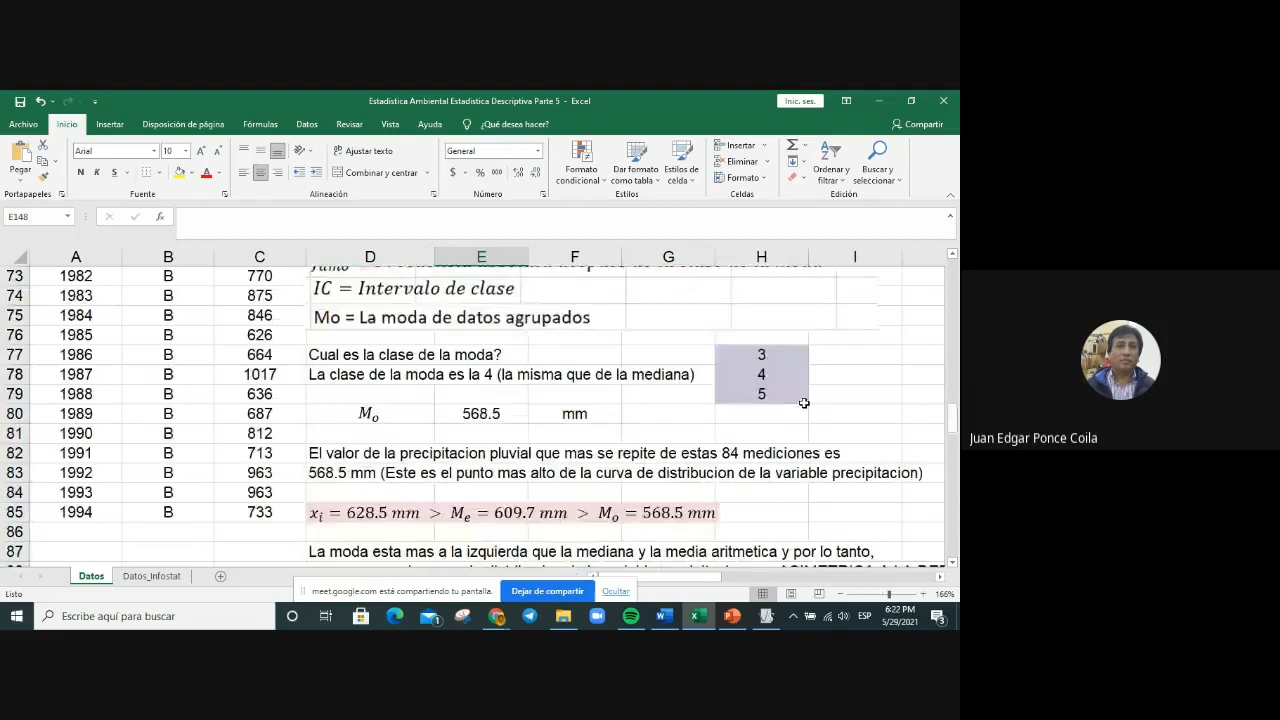 Estadistica Ambiental Estadistica Descriptiva Parte 5 - Excel
Inic. ses.
Archivo Inicio Insertar Disposición de página Fórmulas Datos Revisar Vista Ayuda ¿Qué desea hacer? Compartir
Pegar
Arial 10
N K S
Ajustar texto
Combinar y centrar
General
$ % 000
Formato condicional
Dar formato como tabla
Estilos de celda
Insertar
Eliminar
Formato
Ordenar y filtrar
Buscar y seleccionar
Portapapeles Fuente Alineación Número Estilos Celdas Edición
E148 fx
A B C D E F G H I
73 1982 B 770
74 1983 B 875 IC = Intervalo de clase
75 1984 B 846 Mo = La moda de datos agrupados
76 1985 B 626
77 1986 B 664 Cual es la clase de la moda? 3
78 1987 B 1017 La clase de la moda es la 4 (la misma que de la mediana) 4
79 1988 B 636 5
80 1989 B 687 Mo 568.5 mm
81 1990 B 812
82 1991 B 713 El valor de la precipitacion pluvial que mas se repite de estas 84 mediciones es
83 1992 B 963 568.5 mm (Este es el punto mas alto de la curva de distribucion de la variable precipitacion)
84 1993 B 963
85 1994 B 733 xi = 628.5 mm > Me = 609.7 mm > Mo = 568.5 mm
86
87 La moda esta mas a la izquierda que la mediana y la media aritmetica y por lo tanto,
Datos Datos_Infostat
meet.google.com está compartiendo tu pantalla. Dejar de compartir Ocultar
Listo 166%
Escribe aquí para buscar
ESP
6:22 PM
5/29/2021
3
Juan Edgar Ponce Coila